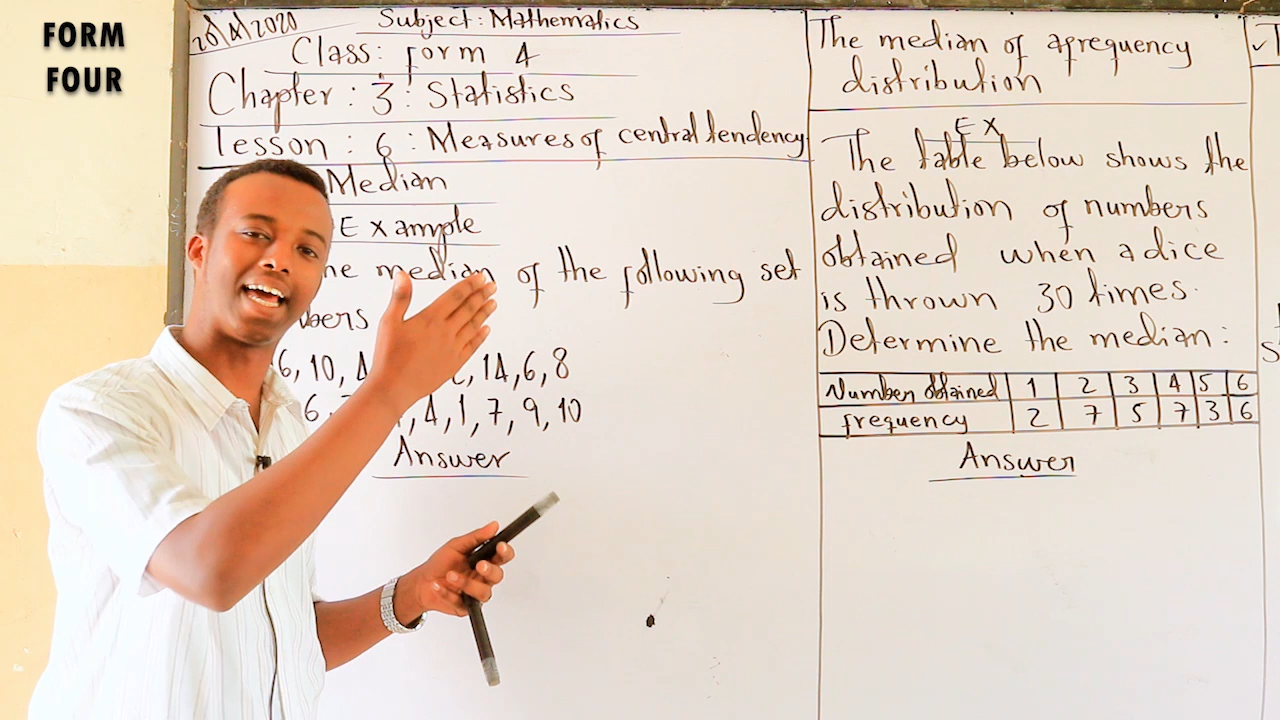 FORM
FOUR
28/4/2020
Subject: Mathematics
Class: form 4
Chapter: 3: Statistics
lesson: 6: Measures of central tendency
Median
Example
median of the following set
6, 10, 4
14, 6, 8
6,
, 4, 1, 7, 9, 10
Answer
The median of a frequency
distribution
Ex
The table below shows the
distribution of numbers
obtained when a dice
is thrown 30 times.
Determine the median:
Number obtained 1 2 3 4 5 6
frequency 2 7 5 7 3 6
Answer